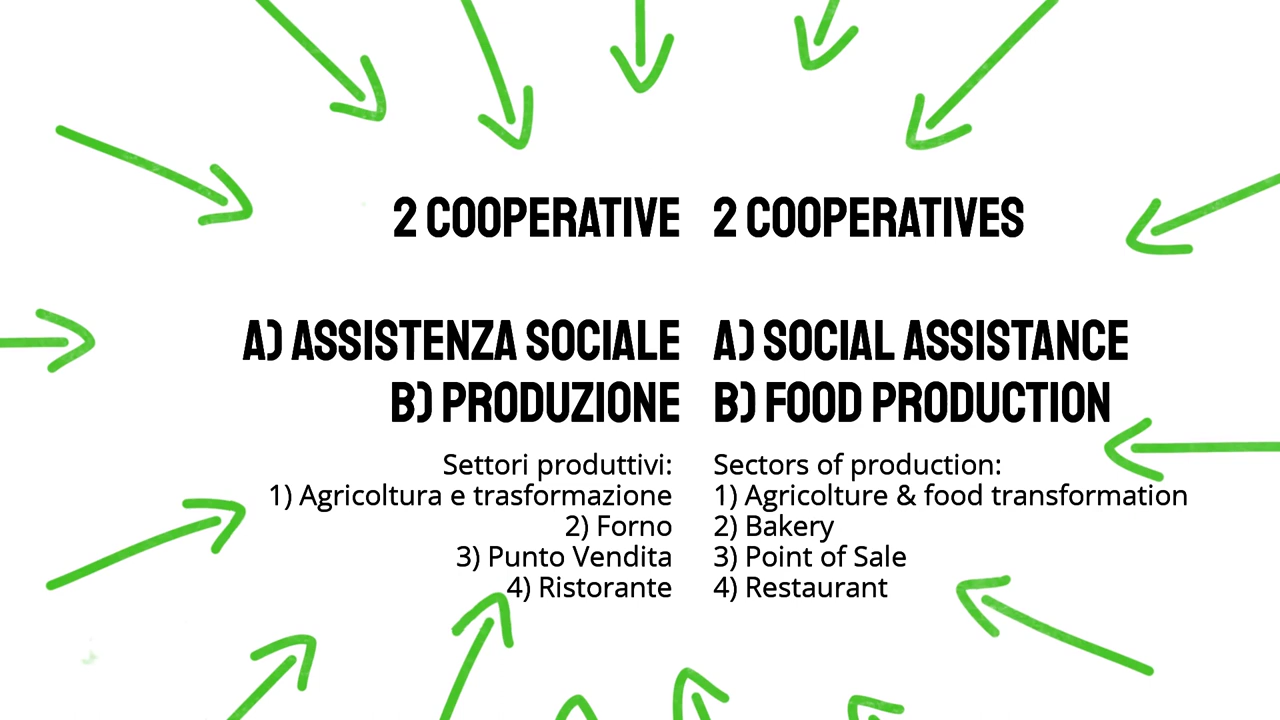 2 COOPERATIVE
A) ASSISTENZA SOCIALE
B) PRODUZIONE
Settori produttivi:
1) Agricoltura e trasformazione
2) Forno
3) Punto Vendita
4) Ristorante
2 COOPERATIVES
A) SOCIAL ASSISTANCE
B) FOOD PRODUCTION
Sectors of production:
1) Agricolture & food transformation
2) Bakery
3) Point of Sale
4) Restaurant